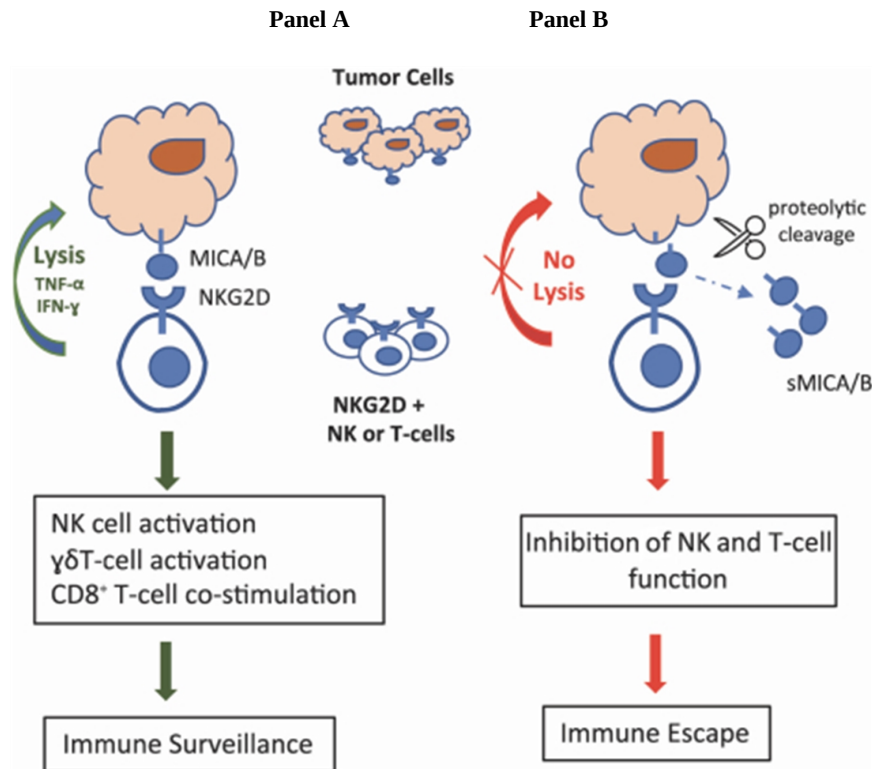 Panel A
Panel B
Tumor Cells
Lysis
TNF-α
IFN-ɣ
MICA/B
NKG2D
NKG2D +
NK or T-cells
No
Lysis
proteolytic
cleavage
sMICA/B
NK cell activation
ɣδT-cell activation
CD8⁺ T-cell co-stimulation
Inhibition of NK and T-cell
function
Immune Surveillance
Immune Escape